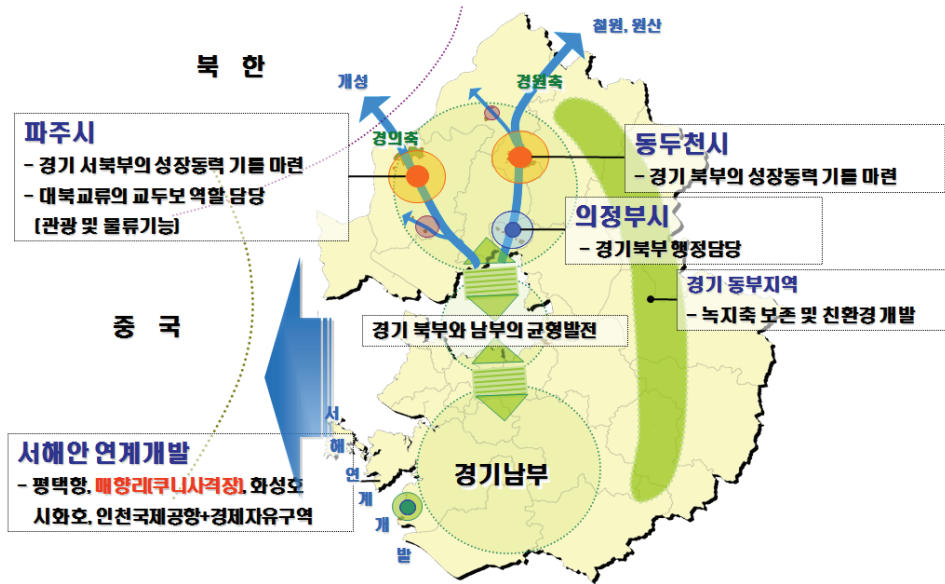 철원, 원산
북 한
개성
경원축
경의축
파주시
- 경기 서북부의 성장동력 기틀 마련
- 대북교류의 교두보 역할 담당
(관광 및 물류기능)
동두천시
- 경기 북부의 성장동력 기틀 마련
의정부시
- 경기북부 행정담당
경기 동부지역
- 녹지축 보존 및 친환경 개발
중 국
경기 북부와 남부의 균형발전
서해연계개발
서해안 연계개발
- 평택항, 매향리(쿠니사격장), 화성호
시화호, 인천국제공항+경제자유구역
경기남부